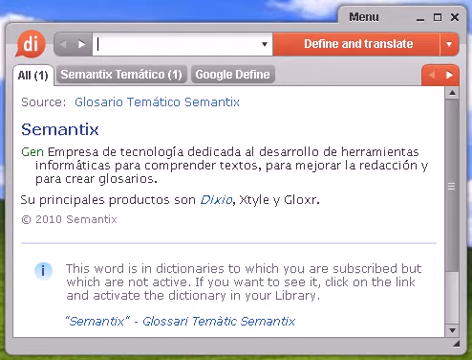 Menu
di
Define and translate
All (1)
Semantix Temático (1)
Google Define
Source: Glosario Temático Semantix
Semantix
Gen Empresa de tecnología dedicada al desarrollo de herramientas
informáticas para comprender textos, para mejorar la redacción y
para crear glosarios.
Su principales productos son Dixio, Xtyle y Gloxr.
© 2010 Semantix
i
This word is in dictionaries to which you are subscribed but
which are not active. If you want to see it, click on the link
and activate the dictionary in your Library.
"Semantix" - Glossari Temàtic Semantix